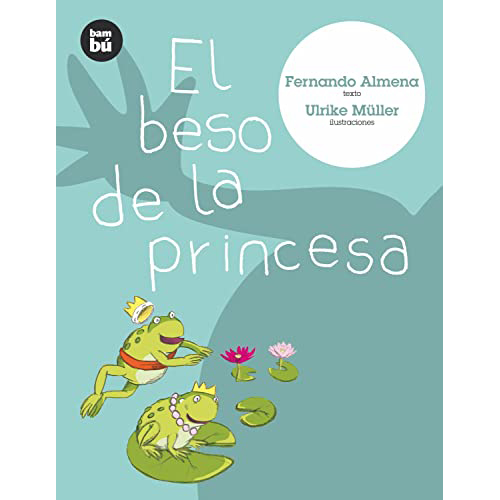 bam
bú
El
beso
de la
princesa
Fernando Almena
texto
Ulrike Müller
ilustraciones